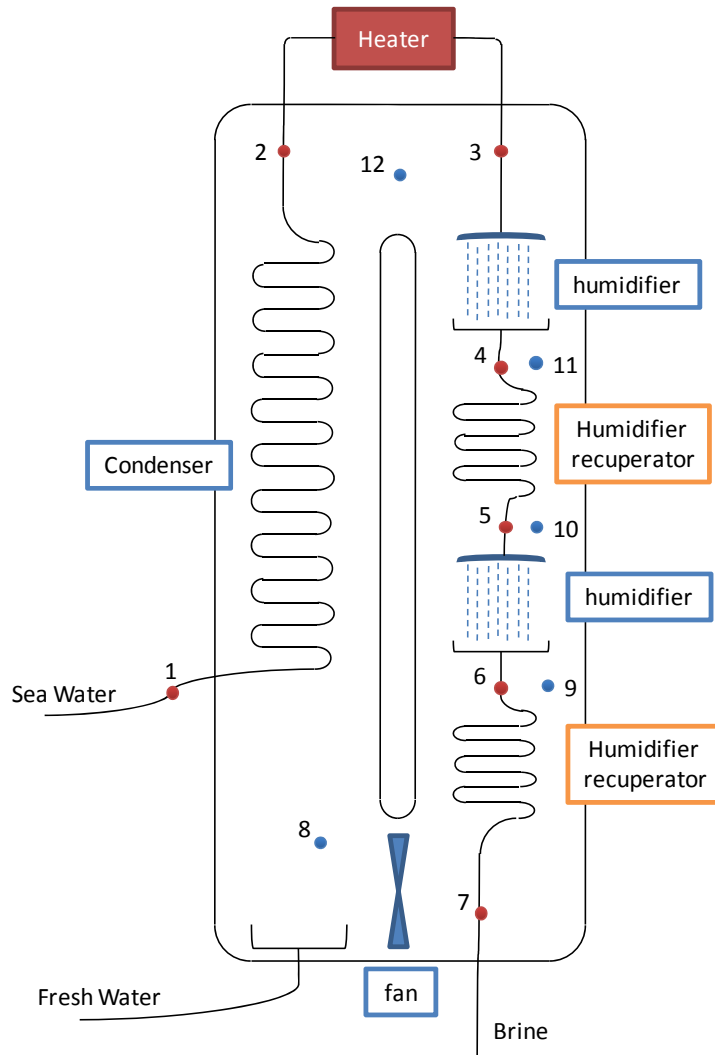 Heater
2
12
3
humidifier
4
11
Humidifier
recuperator
Condenser
5
10
humidifier
1
Sea Water
6
9
Humidifier
recuperator
8
7
Fresh Water
fan
Brine